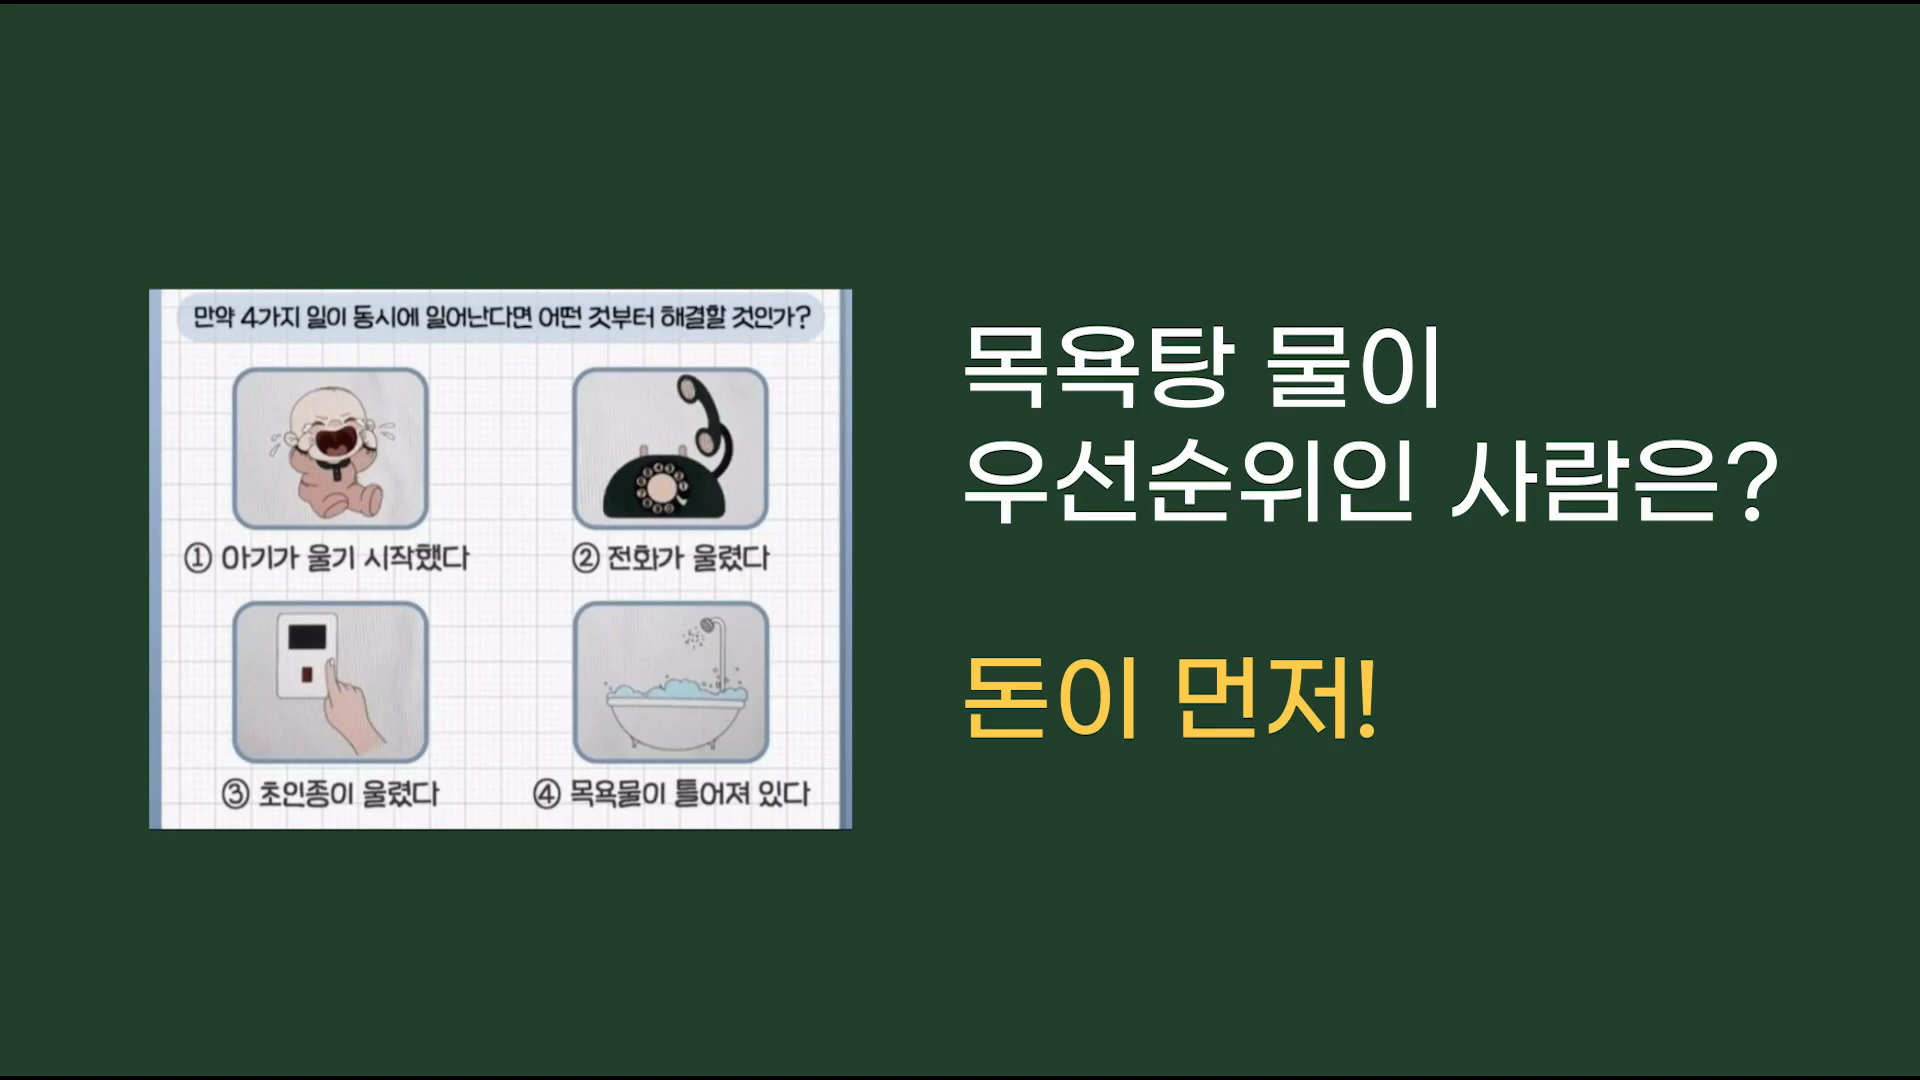 만약 4가지 일이 동시에 일어난다면 어떤 것부터 해결할 것인가?
① 아기가 울기 시작했다
② 전화가 울렸다
③ 초인종이 울렸다
④ 목욕물이 틀어져 있다
목욕탕 물이
우선순위인 사람은?
돈이 먼저!